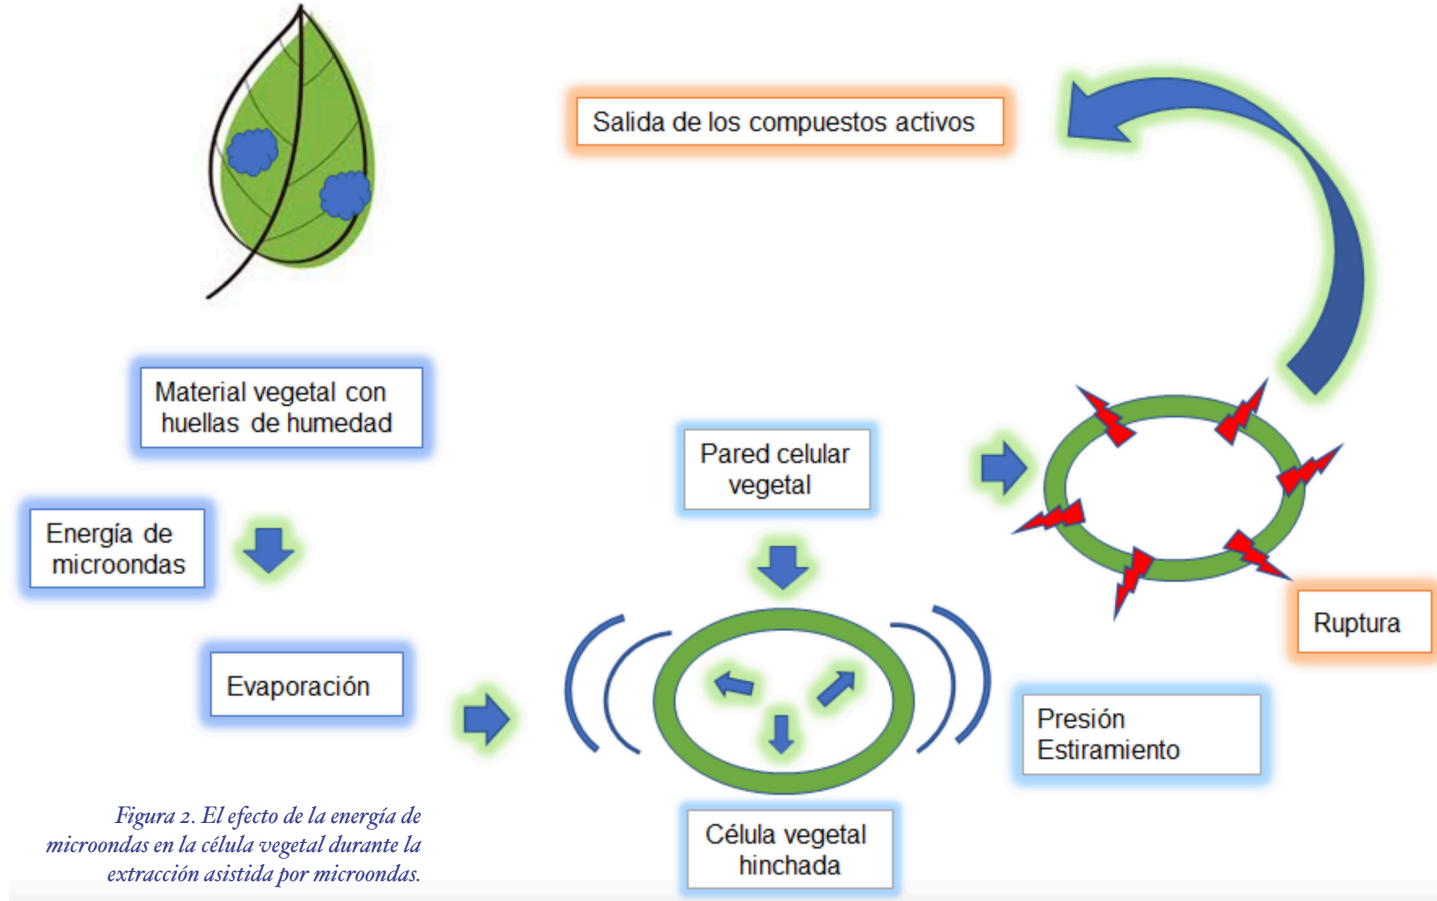 Salida de los compuestos activos
Material vegetal con
huellas de humedad
Energía de
microondas
Evaporación
Pared celular
vegetal
Célula vegetal
hinchada
Presión
Estiramiento
Ruptura
Figura 2. El efecto de la energía de
microondas en la célula vegetal durante la
extracción asistida por microondas.